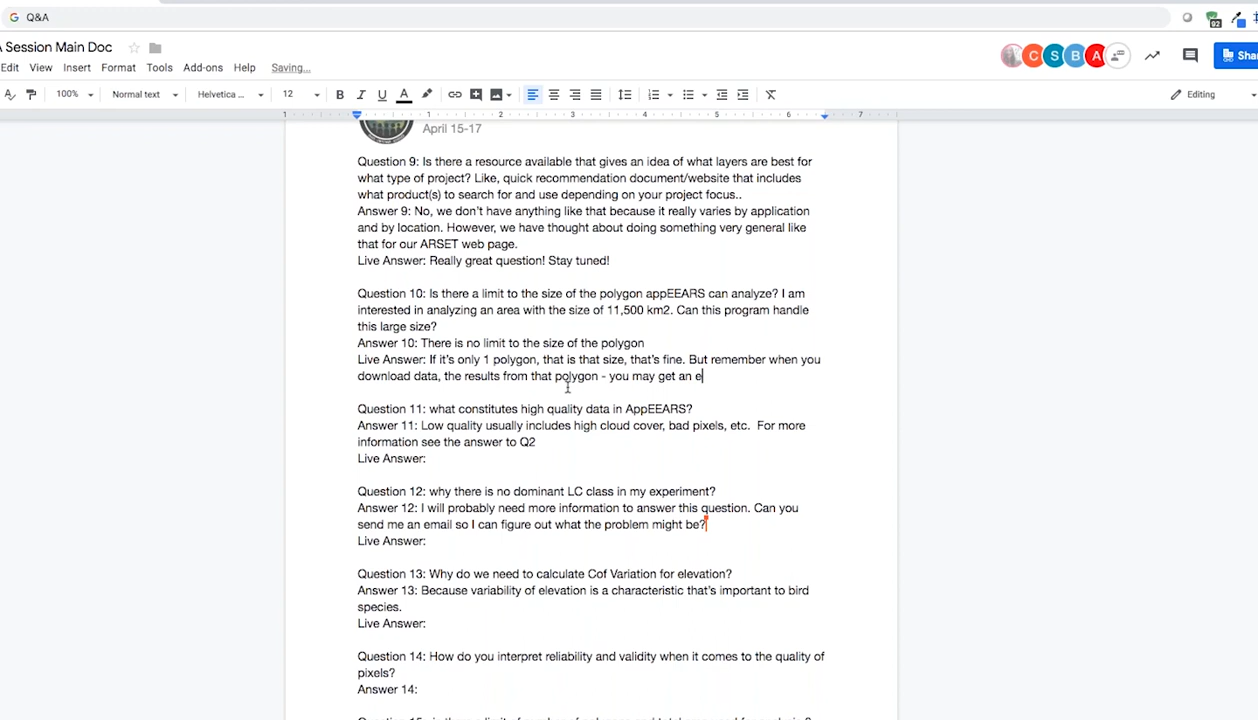 Q&A
A Session Main Doc
C S B A
Edit View Insert Format Tools Add-ons Help Saving...
Sha
92
100% Normal text Helvetica ... 12 B I U A Editing
1 1 2 3 4 5 6 7
April 15-17
Question 9: Is there a resource available that gives an idea of what layers are best for
what type of project? Like, quick recommendation document/website that includes
what product(s) to search for and use depending on your project focus..
Answer 9: No, we don't have anything like that because it really varies by application
and by location. However, we have thought about doing something very general like
that for our ARSET web page.
Live Answer: Really great question! Stay tuned!
Question 10: Is there a limit to the size of the polygon appEEARS can analyze? I am
interested in analyzing an area with the size of 11,500 km2. Can this program handle
this large size?
Answer 10: There is no limit to the size of the polygon
Live Answer: If it's only 1 polygon, that is that size, that's fine. But remember when you
download data, the results from that polygon - you may get an e
Question 11: what constitutes high quality data in AppEEARS?
Answer 11: Low quality usually includes high cloud cover, bad pixels, etc. For more
information see the answer to Q2
Live Answer:
Question 12: why there is no dominant LC class in my experiment?
Answer 12: I will probably need more information to answer this question. Can you
send me an email so I can figure out what the problem might be?
Live Answer:
Question 13: Why do we need to calculate Cof Variation for elevation?
Answer 13: Because variability of elevation is a characteristic that's important to bird
species.
Live Answer:
Question 14: How do you interpret reliability and validity when it comes to the quality of
pixels?
Answer 14: